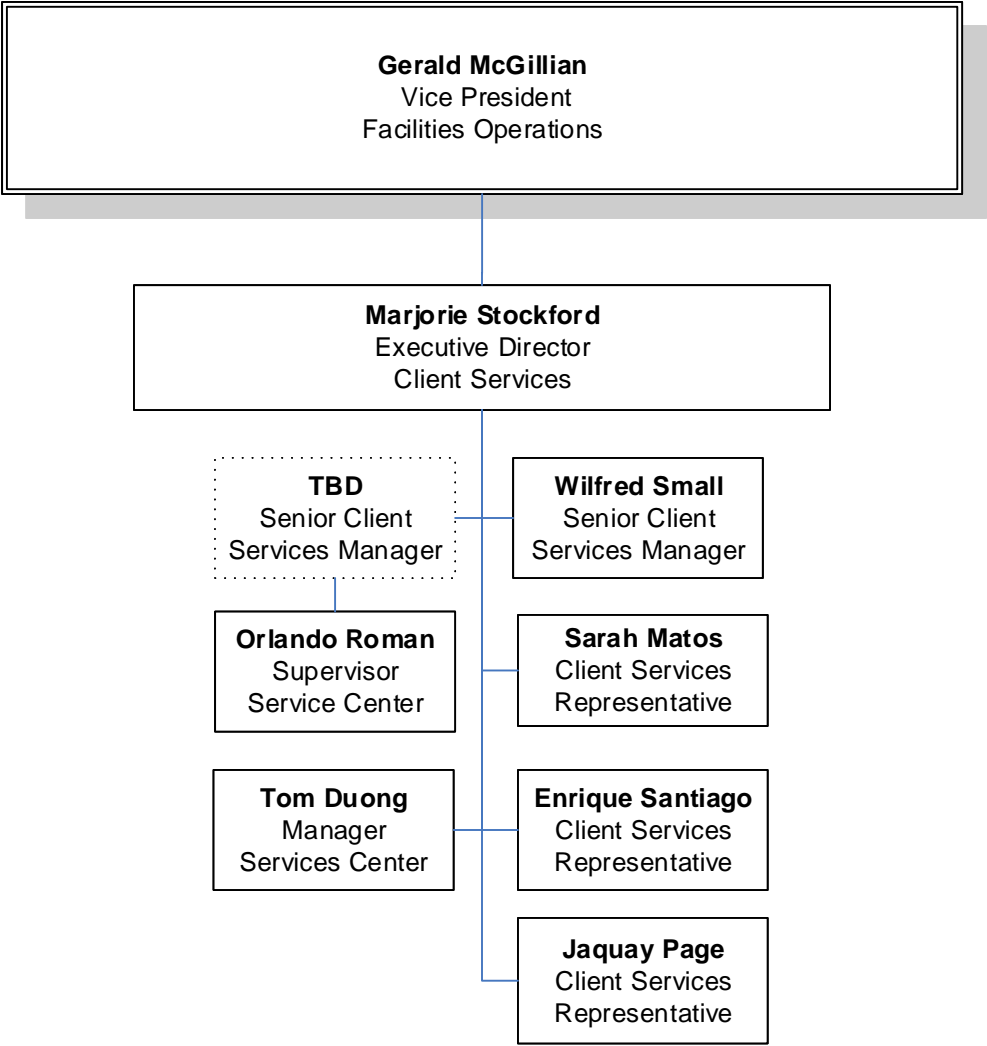 Gerald McGillian
Vice President
Facilities Operations
Marjorie Stockford
Executive Director
Client Services
TBD
Senior Client
Services Manager
Wilfred Small
Senior Client
Services Manager
Orlando Roman
Supervisor
Service Center
Sarah Matos
Client Services
Representative
Tom Duong
Manager
Services Center
Enrique Santiago
Client Services
Representative
Jaquay Page
Client Services
Representative